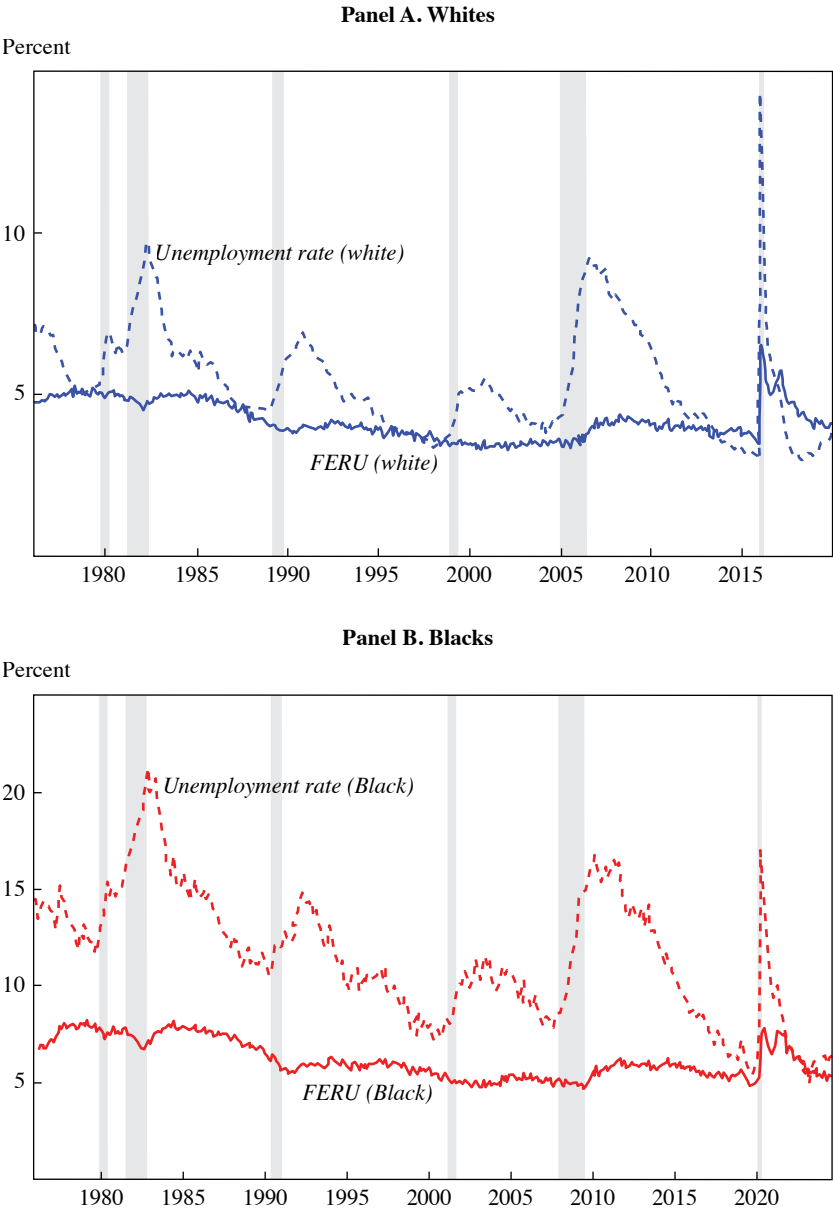 Panel A. Whites
Percent
10
Unemployment rate (white)
5
FERU (white)
1980 1985 1990 1995 2000 2005 2010 2015
Panel B. Blacks
Percent
20
Unemployment rate (Black)
15
10
5
FERU (Black)
1980 1985 1990 1995 2000 2005 2010 2015 2020